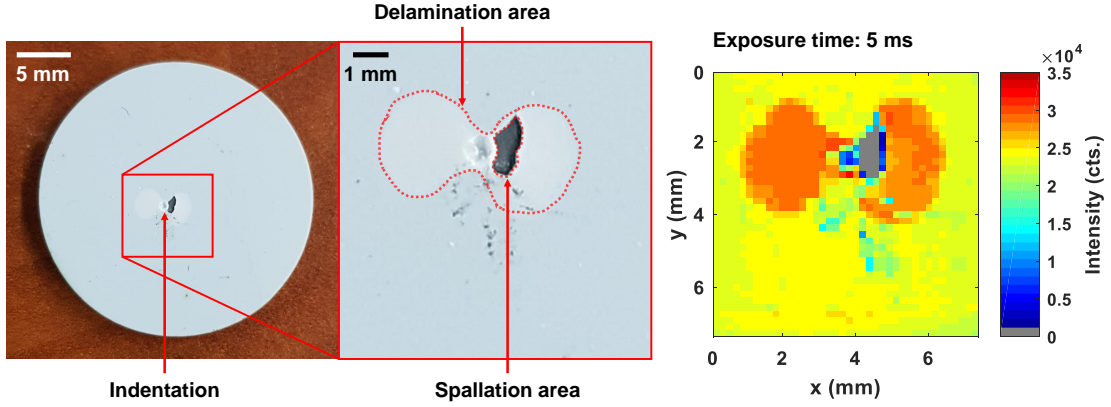 Delamination area
5 mm
1 mm
Indentation
Spallation area
Exposure time: 5 ms
×10⁴
0
2
4
6
y (mm)
0
2
4
6
x (mm)
3.5
3
2.5
2
1.5
1
0.5
0
Intensity (cts.)